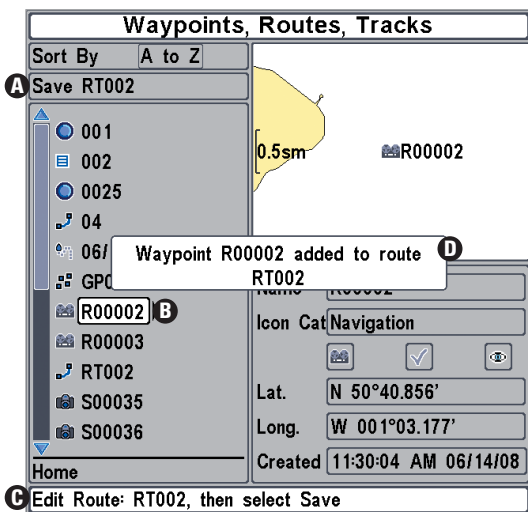 Waypoints, Routes, Tracks
Sort By A to Z
A Save RT002
001
002
0025
04
06/
GPO
R00002 B
R00003
RT002
S00035
S00036
Home
0.5sm
R00002
Waypoint R00002 added to route D
RT002
Name R00002
Icon Cat Navigation
Lat. N 50°40.856'
Long. W 001°03.177'
Created 11:30:04 AM 06/14/08
C Edit Route: RT002, then select Save